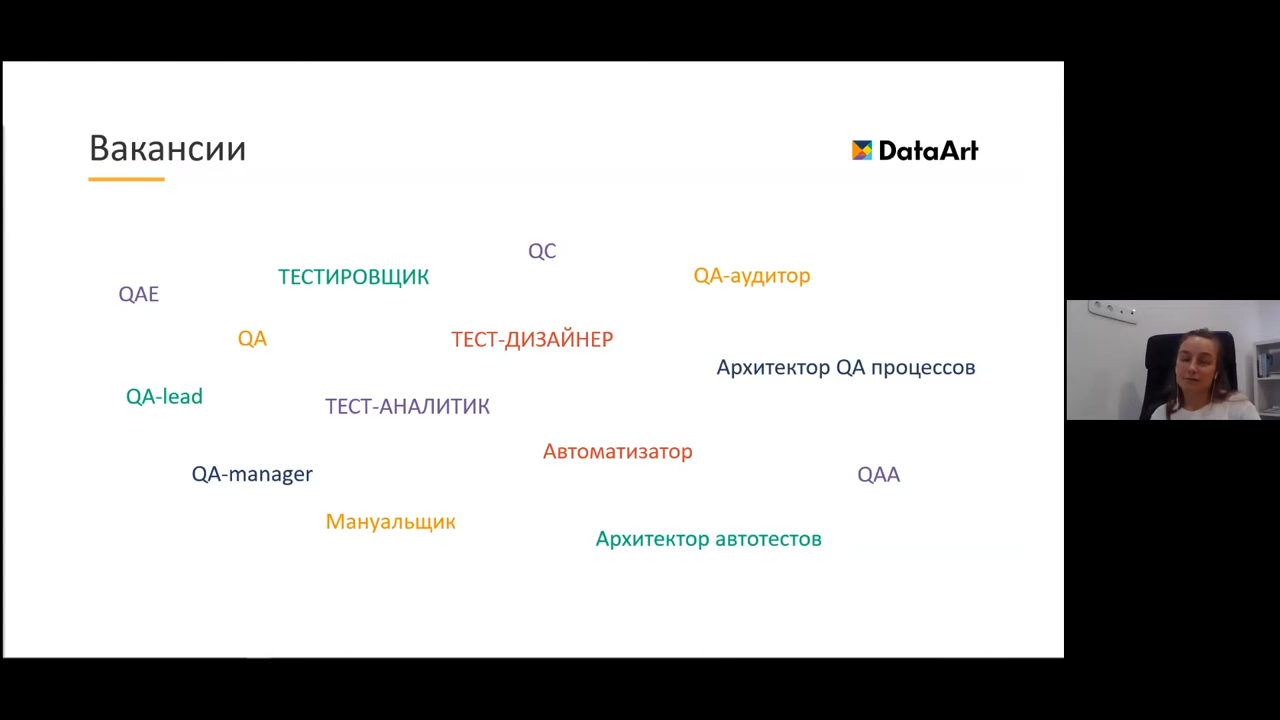 Вакансии
DataArt
QC
ТЕСТИРОВЩИК
QA-аудитор
QAE
QA
ТЕСТ-ДИЗАЙНЕР
Архитектор QA процессов
QA-lead
ТЕСТ-АНАЛИТИК
Автоматизатор
QA-manager
QAA
Мануальщик
Архитектор автотестов